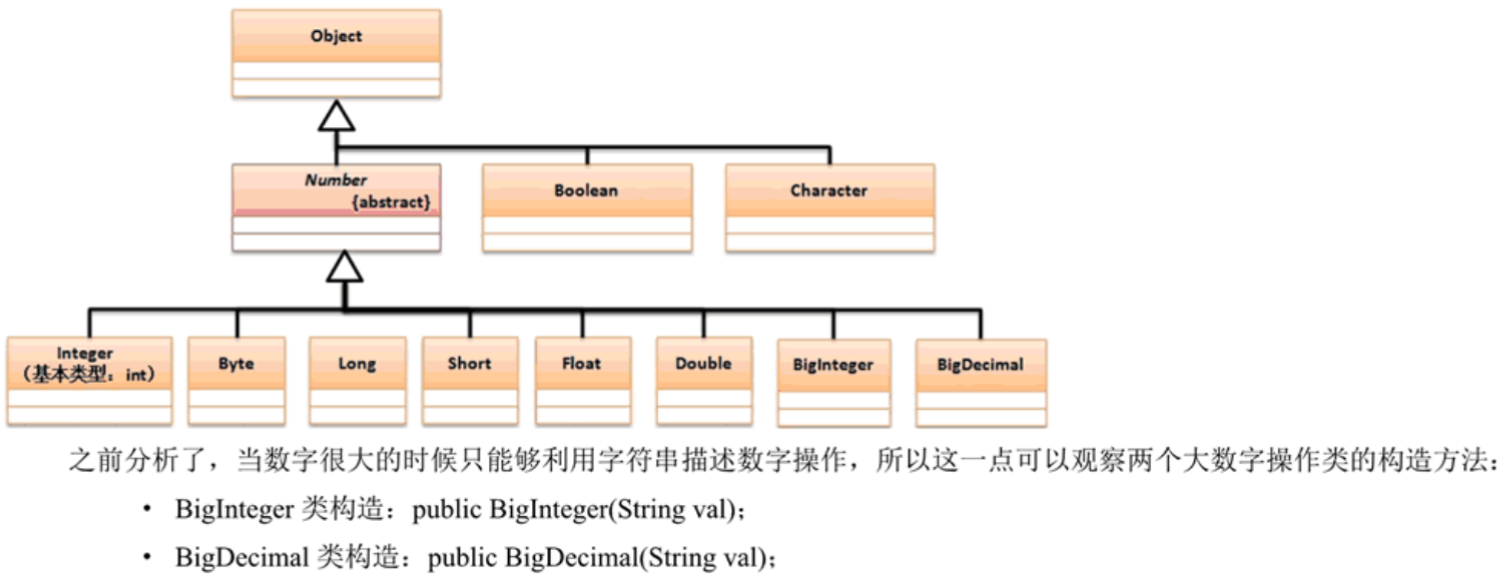 Object
Number
{abstract}
Boolean
Character
Integer
（基本类型：int）
Byte
Long
Short
Float
Double
BigInteger
BigDecimal
之前分析了，当数字很大的时候只能够利用字符串描述数字操作，所以这一点可以观察两个大数字操作类的构造方法：
· BigInteger 类构造：public BigInteger(String val)；
· BigDecimal 类构造：public BigDecimal(String val)；